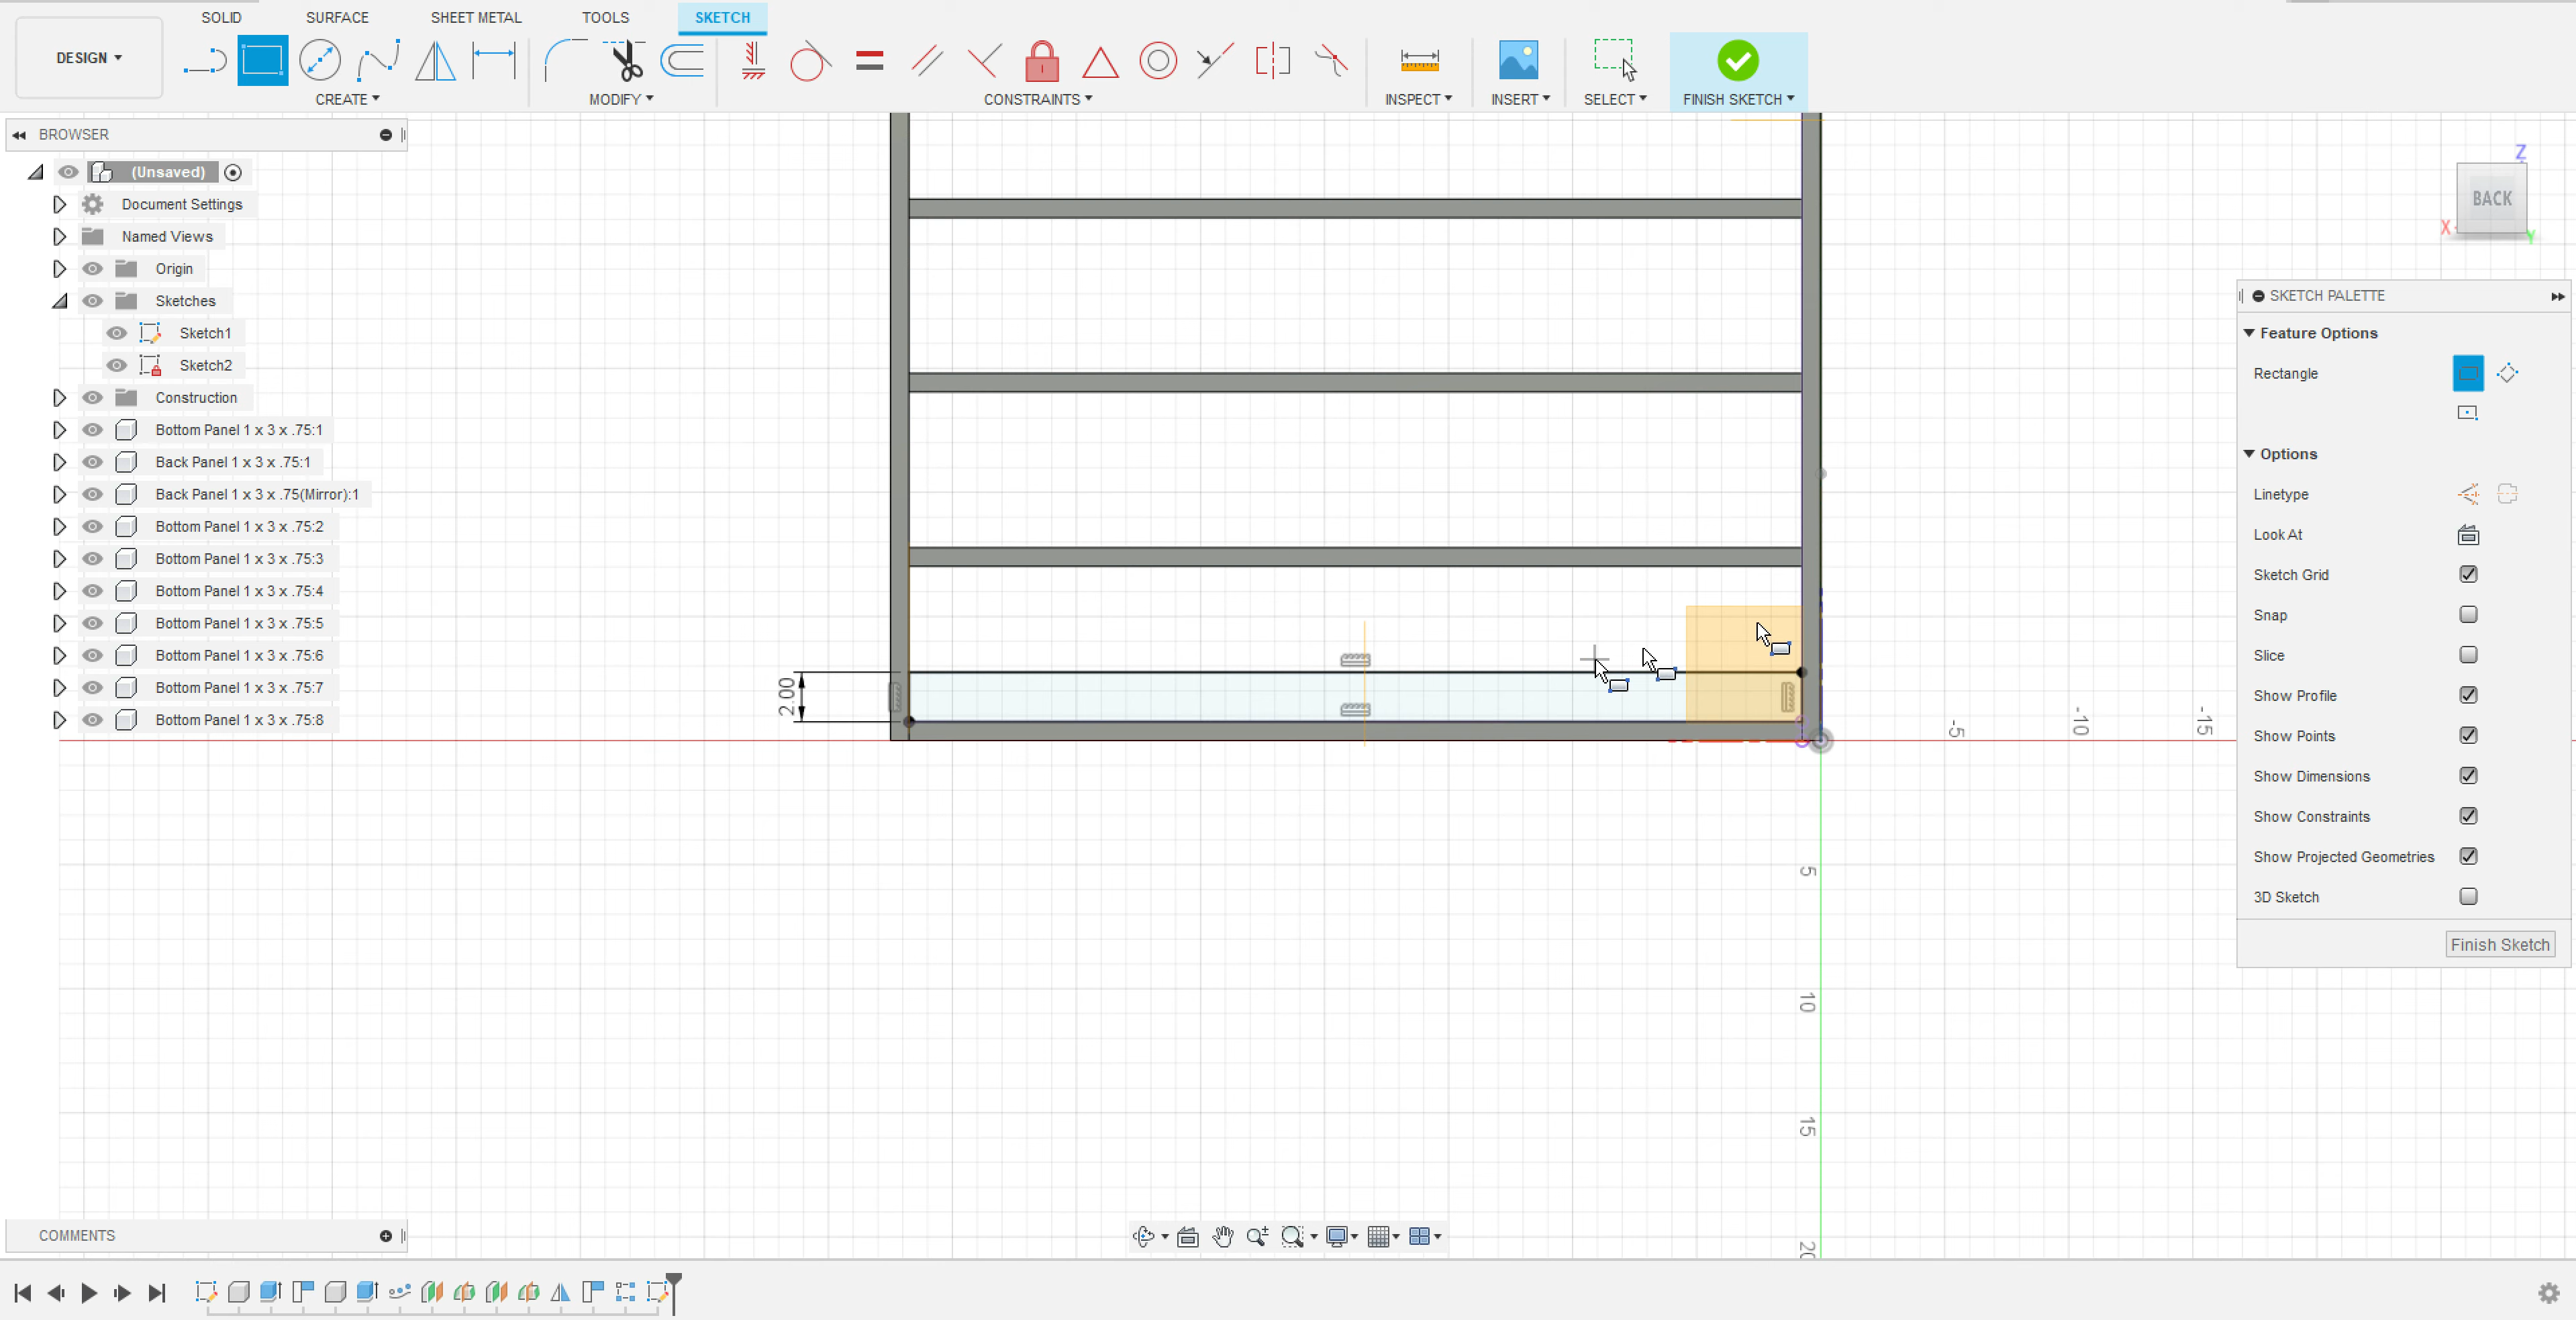 SOLID SURFACE SHEET METAL TOOLS SKETCH
DESIGN
CREATE MODIFY CONSTRAINTS INSPECT INSERT SELECT FINISH SKETCH
BROWSER
(Unsaved)
Document Settings
Named Views
Origin
Sketches
Sketch1
Sketch2
Construction
Bottom Panel 1 x 3 x .75:1
Back Panel 1 x 3 x .75:1
Back Panel 1 x 3 x .75(Mirror):1
Bottom Panel 1 x 3 x .75:2
Bottom Panel 1 x 3 x .75:3
Bottom Panel 1 x 3 x .75:4
Bottom Panel 1 x 3 x .75:5
Bottom Panel 1 x 3 x .75:6
Bottom Panel 1 x 3 x .75:7
Bottom Panel 1 x 3 x .75:8
2.00
-5
-10
-15
5
10
15
20
Z
BACK
X
Y
SKETCH PALETTE
Feature Options
Rectangle
Options
Linetype
Look At
Sketch Grid
Snap
Slice
Show Profile
Show Points
Show Dimensions
Show Constraints
Show Projected Geometries
3D Sketch
Finish Sketch
COMMENTS